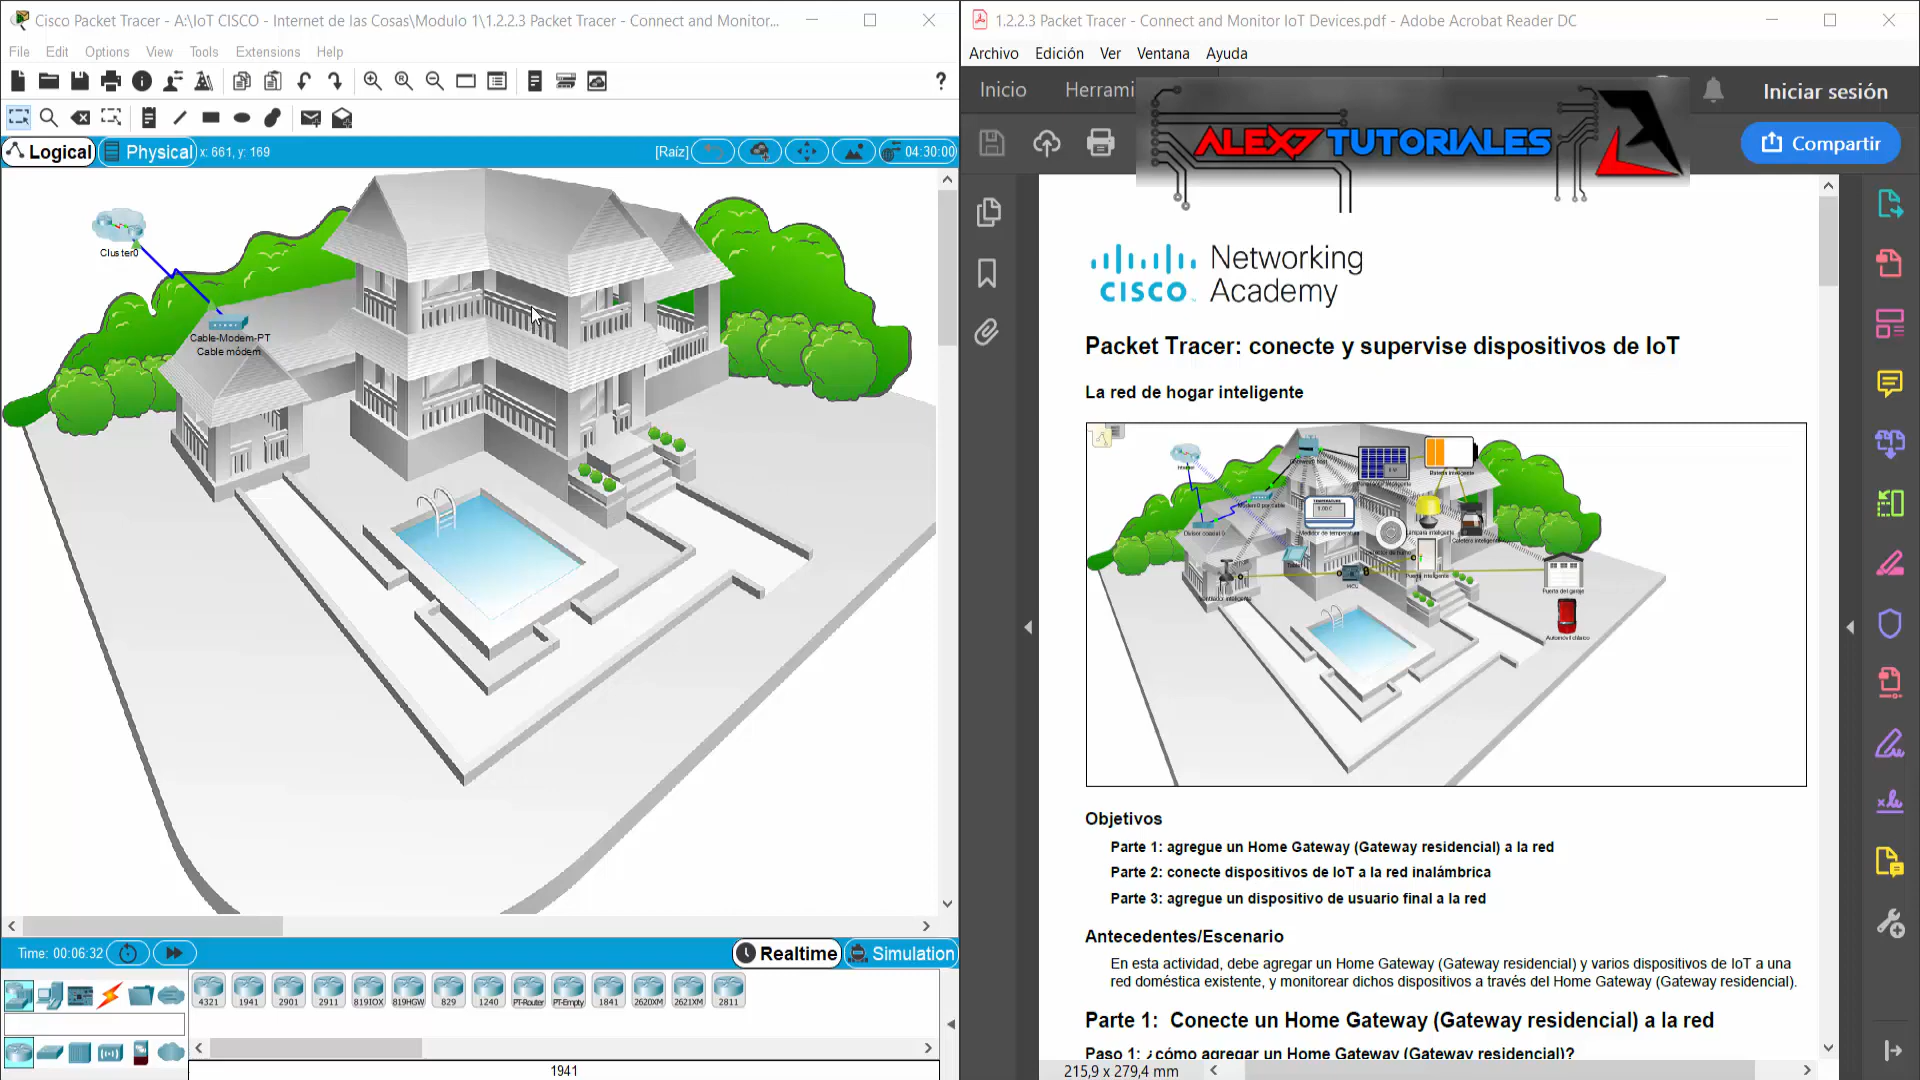 Cisco Packet Tracer - A:\IoT CISCO - Internet de las Cosas\Modulo 1\1.2.2.3 Packet Tracer - Connect and Monitor...
File Edit Options View Tools Extensions Help
?
Logical
Physical
x: 661, y: 169
[Raíz]
04:30:00
Cluster0
Cable-Modem-PT
Cable módem
Time: 00:06:32
Realtime
Simulation
4321 1941 2901 2911 819IOX 819HGW 829 1240 PT-Router PT-Empty 1841 2620XM 2621XM 2811
1941
1.2.2.3 Packet Tracer - Connect and Monitor IoT Devices.pdf - Adobe Acrobat Reader DC
Archivo Edición Ver Ventana Ayuda
Inicio
Herrami
Iniciar sesión
ALEX7 TUTORIALES
Compartir
Networking
CISCO Academy
Packet Tracer: conecte y supervise dispositivos de IoT
La red de hogar inteligente
Objetivos
Parte 1: agregue un Home Gateway (Gateway residencial) a la red
Parte 2: conecte dispositivos de IoT a la red inalámbrica
Parte 3: agregue un dispositivo de usuario final a la red
Antecedentes/Escenario
En esta actividad, debe agregar un Home Gateway (Gateway residencial) y varios dispositivos de IoT a una
red doméstica existente, y monitorear dichos dispositivos a través del Home Gateway (Gateway residencial).
Parte 1: Conecte un Home Gateway (Gateway residencial) a la red
Paso 1: ¿cómo agregar un Home Gateway (Gateway residencial)?
215,9 x 279,4 mm